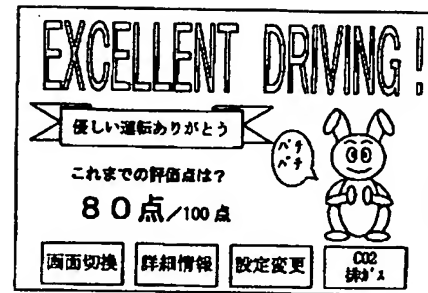 EXCELLENT DRIVING!
優しい運転ありがとう
パチ
パチ
これまでの評価点は?
80点/100点
画面切換
詳細情報
設定変更
CO2
排ガス